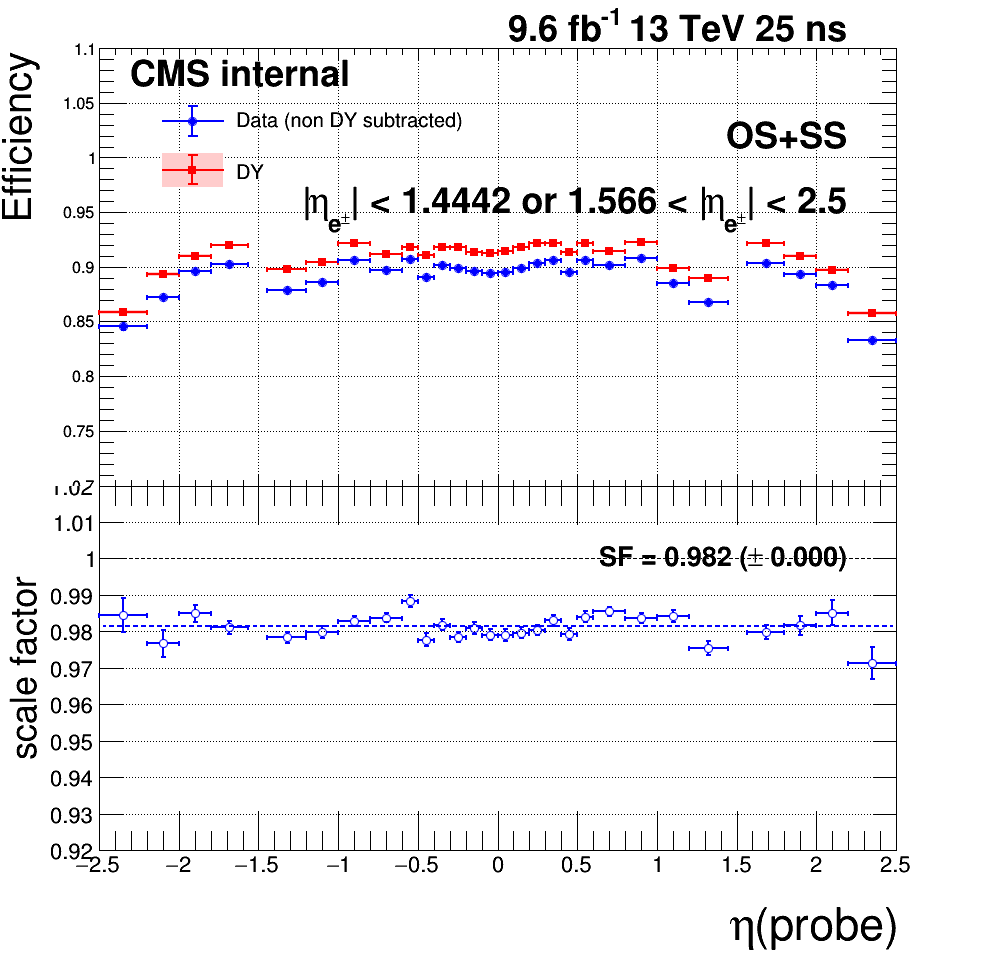 9.6 fb⁻¹ 13 TeV 25 ns
Efficiency
1.1
1.05
1
0.95
0.9
0.85
0.8
0.75
CMS internal
Data (non DY subtracted)
DY
OS+SS
|η_e±| < 1.4442 or 1.566 < |η_e±| < 2.5
scale factor
1.02
1.01
1
0.99
0.98
0.97
0.96
0.95
0.94
0.93
0.92
SF = 0.982 (± 0.000)
−2.5 −2 −1.5 −1 −0.5 0 0.5 1 1.5 2 2.5
η(probe)